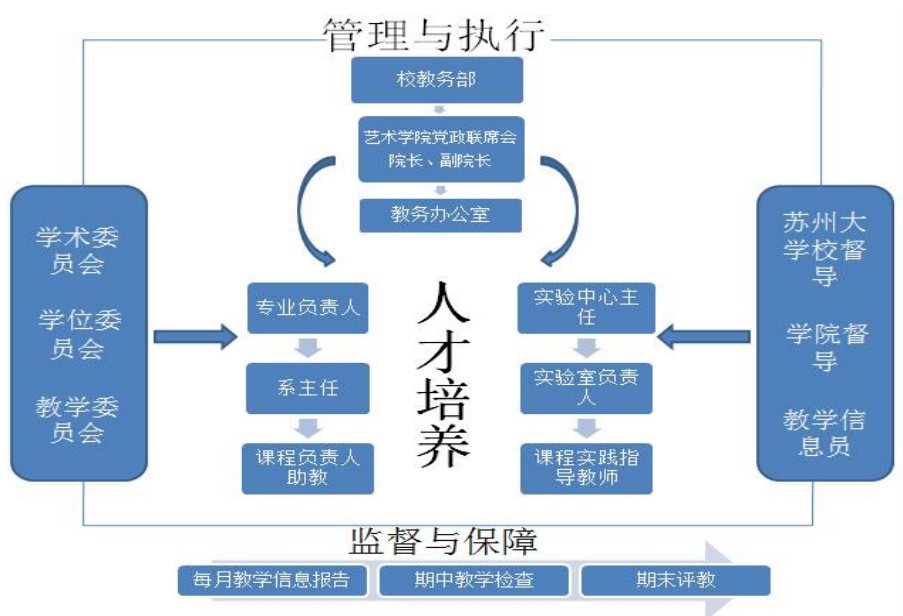 管理与执行
校教务部
艺术学院党政联席会
院长、副院长
教务办公室
学术委
员会
学位委
员会
教学委
员会
专业负责人
系主任
课程负责人
助教
人
才
培
养
实验中心主
任
实验室负责
人
课程实践指
导教师
苏州大
学校督
导
学院督
导
教学信
息员
监督与保障
每月教学信息报告
期中教学检查
期末评教